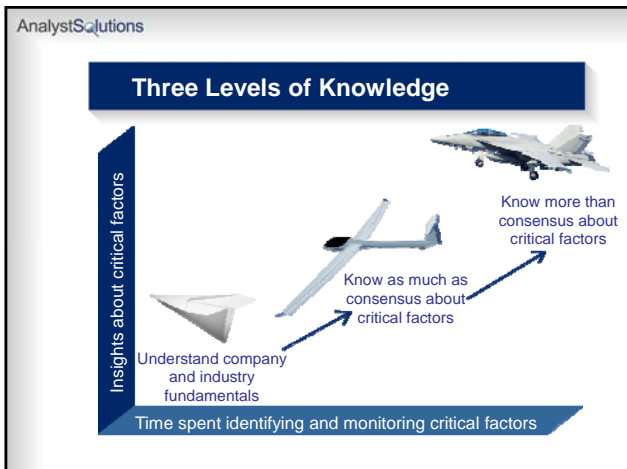 AnalystSolutions
Three Levels of Knowledge
Insights about critical factors
Know more than
consensus about
critical factors
Know as much as
consensus about
critical factors
Understand company
and industry
fundamentals
Time spent identifying and monitoring critical factors